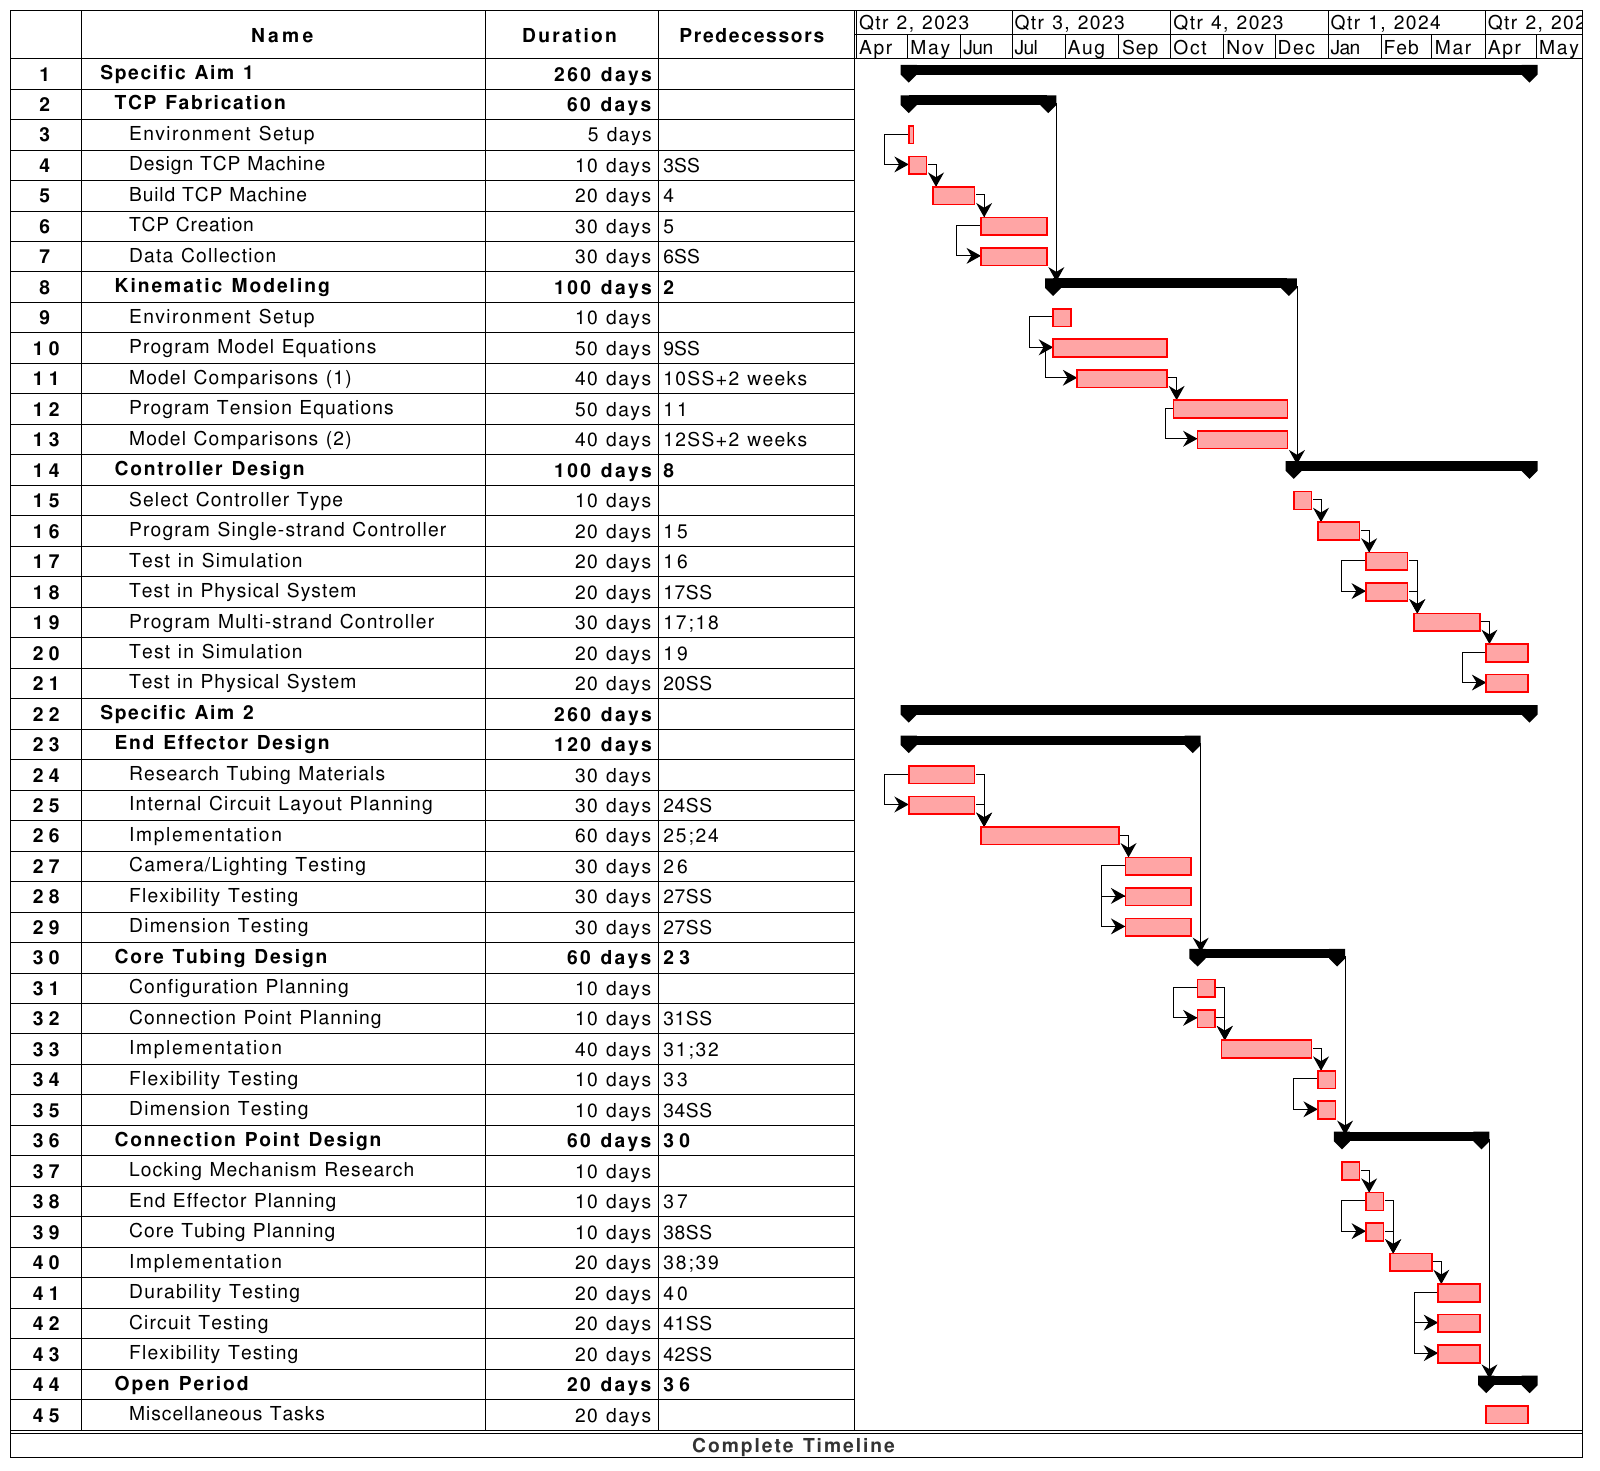 Name Duration Predecessors Qtr 2, 2023 Qtr 3, 2023 Qtr 4, 2023 Qtr 1, 2024 Qtr 2, 202
Apr May Jun Jul Aug Sep Oct Nov Dec Jan Feb Mar Apr May
1 Specific Aim 1 260 days
2 TCP Fabrication 60 days
3 Environment Setup 5 days
4 Design TCP Machine 10 days 3SS
5 Build TCP Machine 20 days 4
6 TCP Creation 30 days 5
7 Data Collection 30 days 6SS
8 Kinematic Modeling 100 days 2
9 Environment Setup 10 days
10 Program Model Equations 50 days 9SS
11 Model Comparisons (1) 40 days 10SS+2 weeks
12 Program Tension Equations 50 days 11
13 Model Comparisons (2) 40 days 12SS+2 weeks
14 Controller Design 100 days 8
15 Select Controller Type 10 days
16 Program Single-strand Controller 20 days 15
17 Test in Simulation 20 days 16
18 Test in Physical System 20 days 17SS
19 Program Multi-strand Controller 30 days 17;18
20 Test in Simulation 20 days 19
21 Test in Physical System 20 days 20SS
22 Specific Aim 2 260 days
23 End Effector Design 120 days
24 Research Tubing Materials 30 days
25 Internal Circuit Layout Planning 30 days 24SS
26 Implementation 60 days 25;24
27 Camera/Lighting Testing 30 days 26
28 Flexibility Testing 30 days 27SS
29 Dimension Testing 30 days 27SS
30 Core Tubing Design 60 days 23
31 Configuration Planning 10 days
32 Connection Point Planning 10 days 31SS
33 Implementation 40 days 31;32
34 Flexibility Testing 10 days 33
35 Dimension Testing 10 days 34SS
36 Connection Point Design 60 days 30
37 Locking Mechanism Research 10 days
38 End Effector Planning 10 days 37
39 Core Tubing Planning 10 days 38SS
40 Implementation 20 days 38;39
41 Durability Testing 20 days 40
42 Circuit Testing 20 days 41SS
43 Flexibility Testing 20 days 42SS
44 Open Period 20 days 36
45 Miscellaneous Tasks 20 days
Complete Timeline